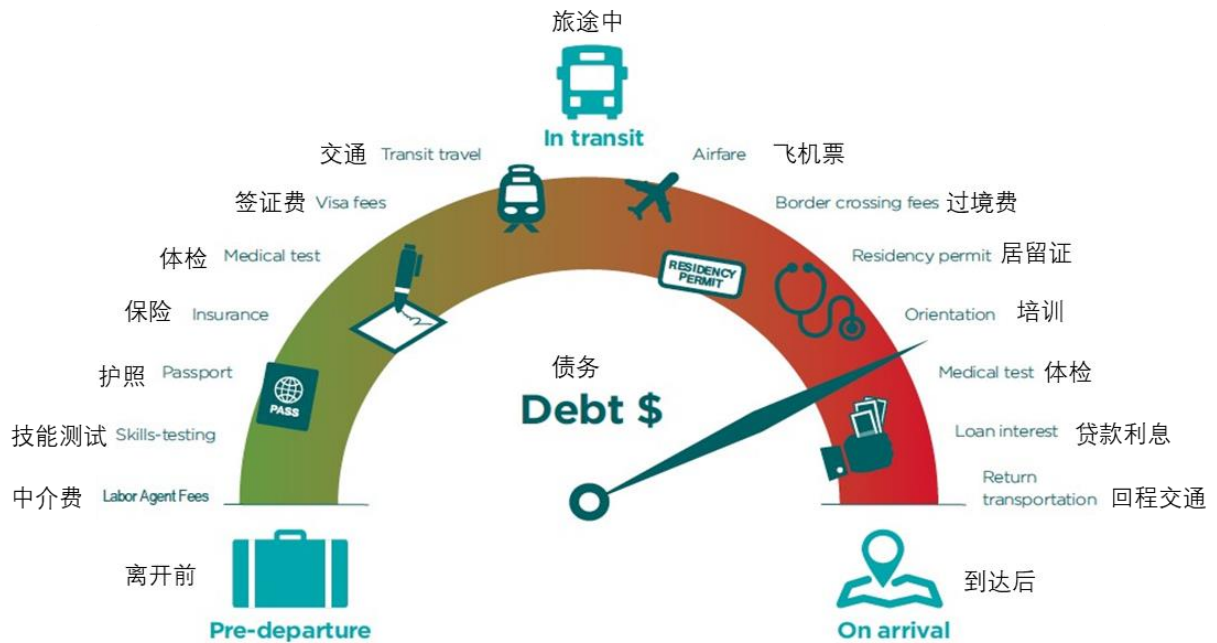 旅途中
In transit
交通 Transit travel
Airfare 飞机票
签证费 Visa fees
Border crossing fees 过境费
体检 Medical test
Residency permit 居留证
RESIDENCY
PERMIT
保险 Insurance
Orientation 培训
护照 Passport
PASS
债务
Debt $
Medical test 体检
技能测试 Skills-testing
Loan interest 贷款利息
中介费 Labor Agent Fees
Return
transportation 回程交通
离开前
Pre-departure
到达后
On arrival